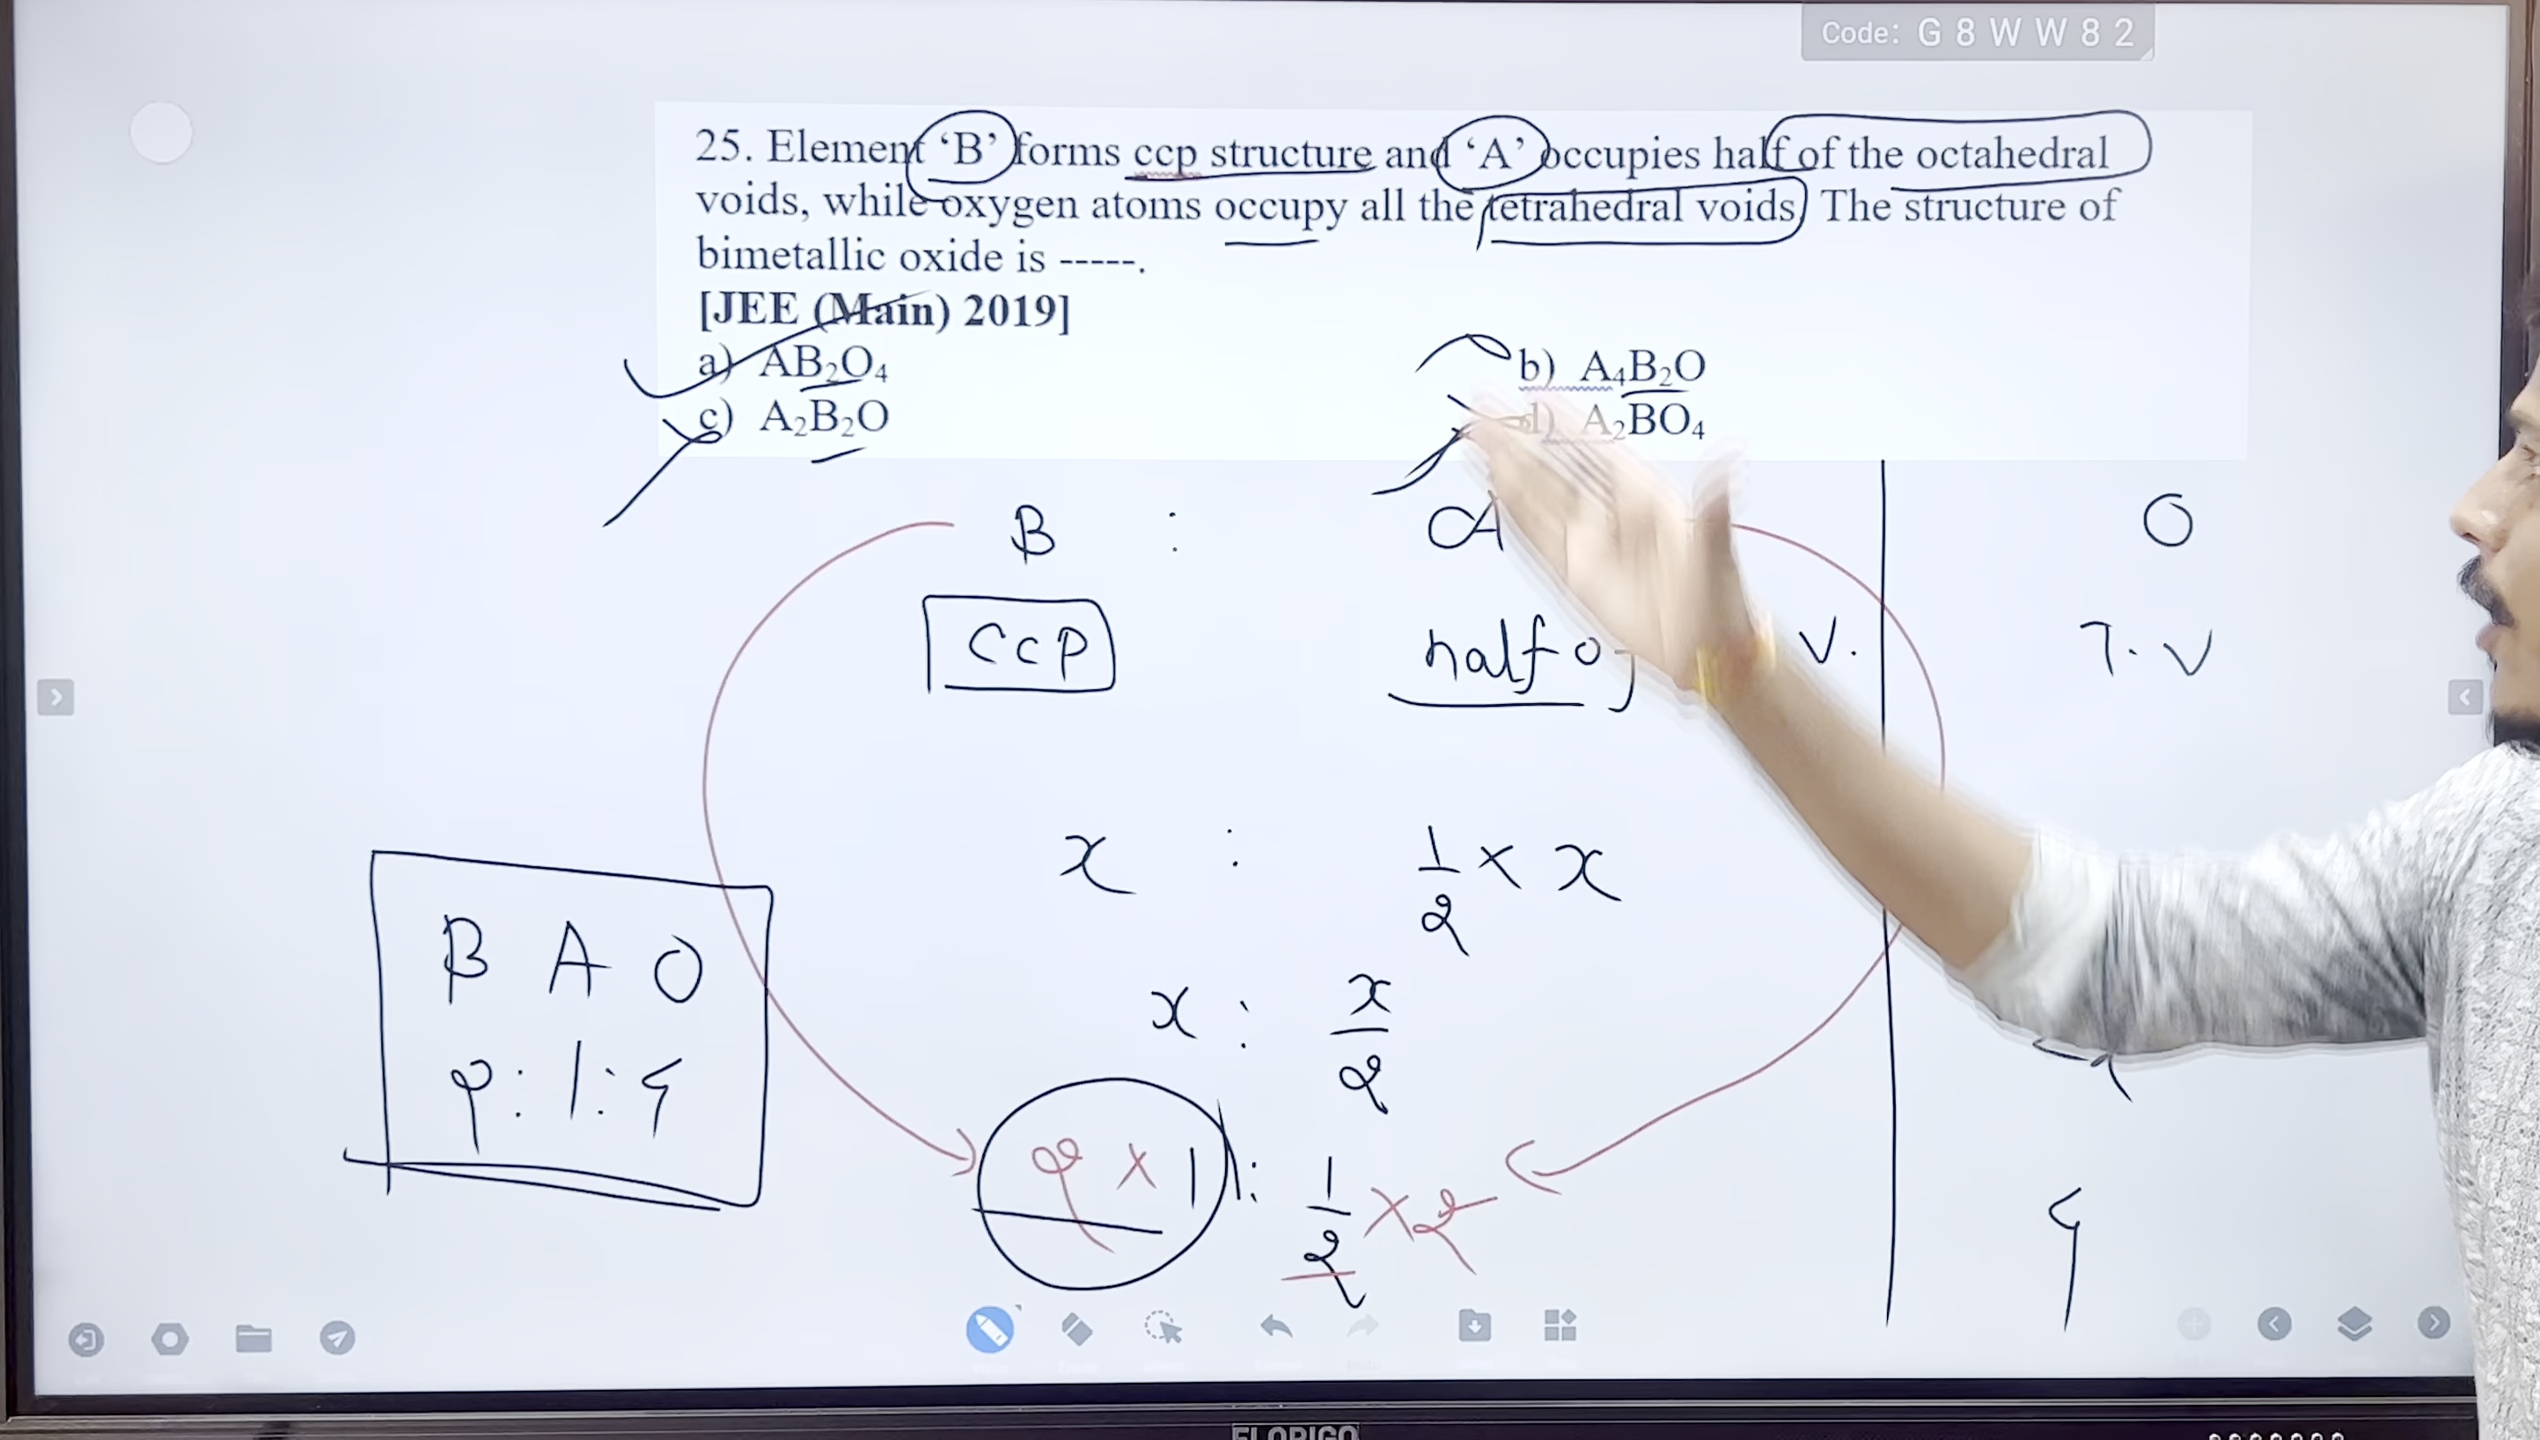 Code: G 8 W W 8 2
25. Element ‘B’ forms ccp structure and ‘A’ occupies half of the octahedral
voids, while oxygen atoms occupy all the tetrahedral voids. The structure of
bimetallic oxide is -----.
[JEE (Main) 2019]
a) AB₂O₄ b) A₄B₂O
c) A₂B₂O d) A₂BO₄
B : A O
CCP half of V. T.V
x : 1/2 × x
B A O
x : x/2
2 : 1 : 4
2 × 1 : 1/2 × 2
4